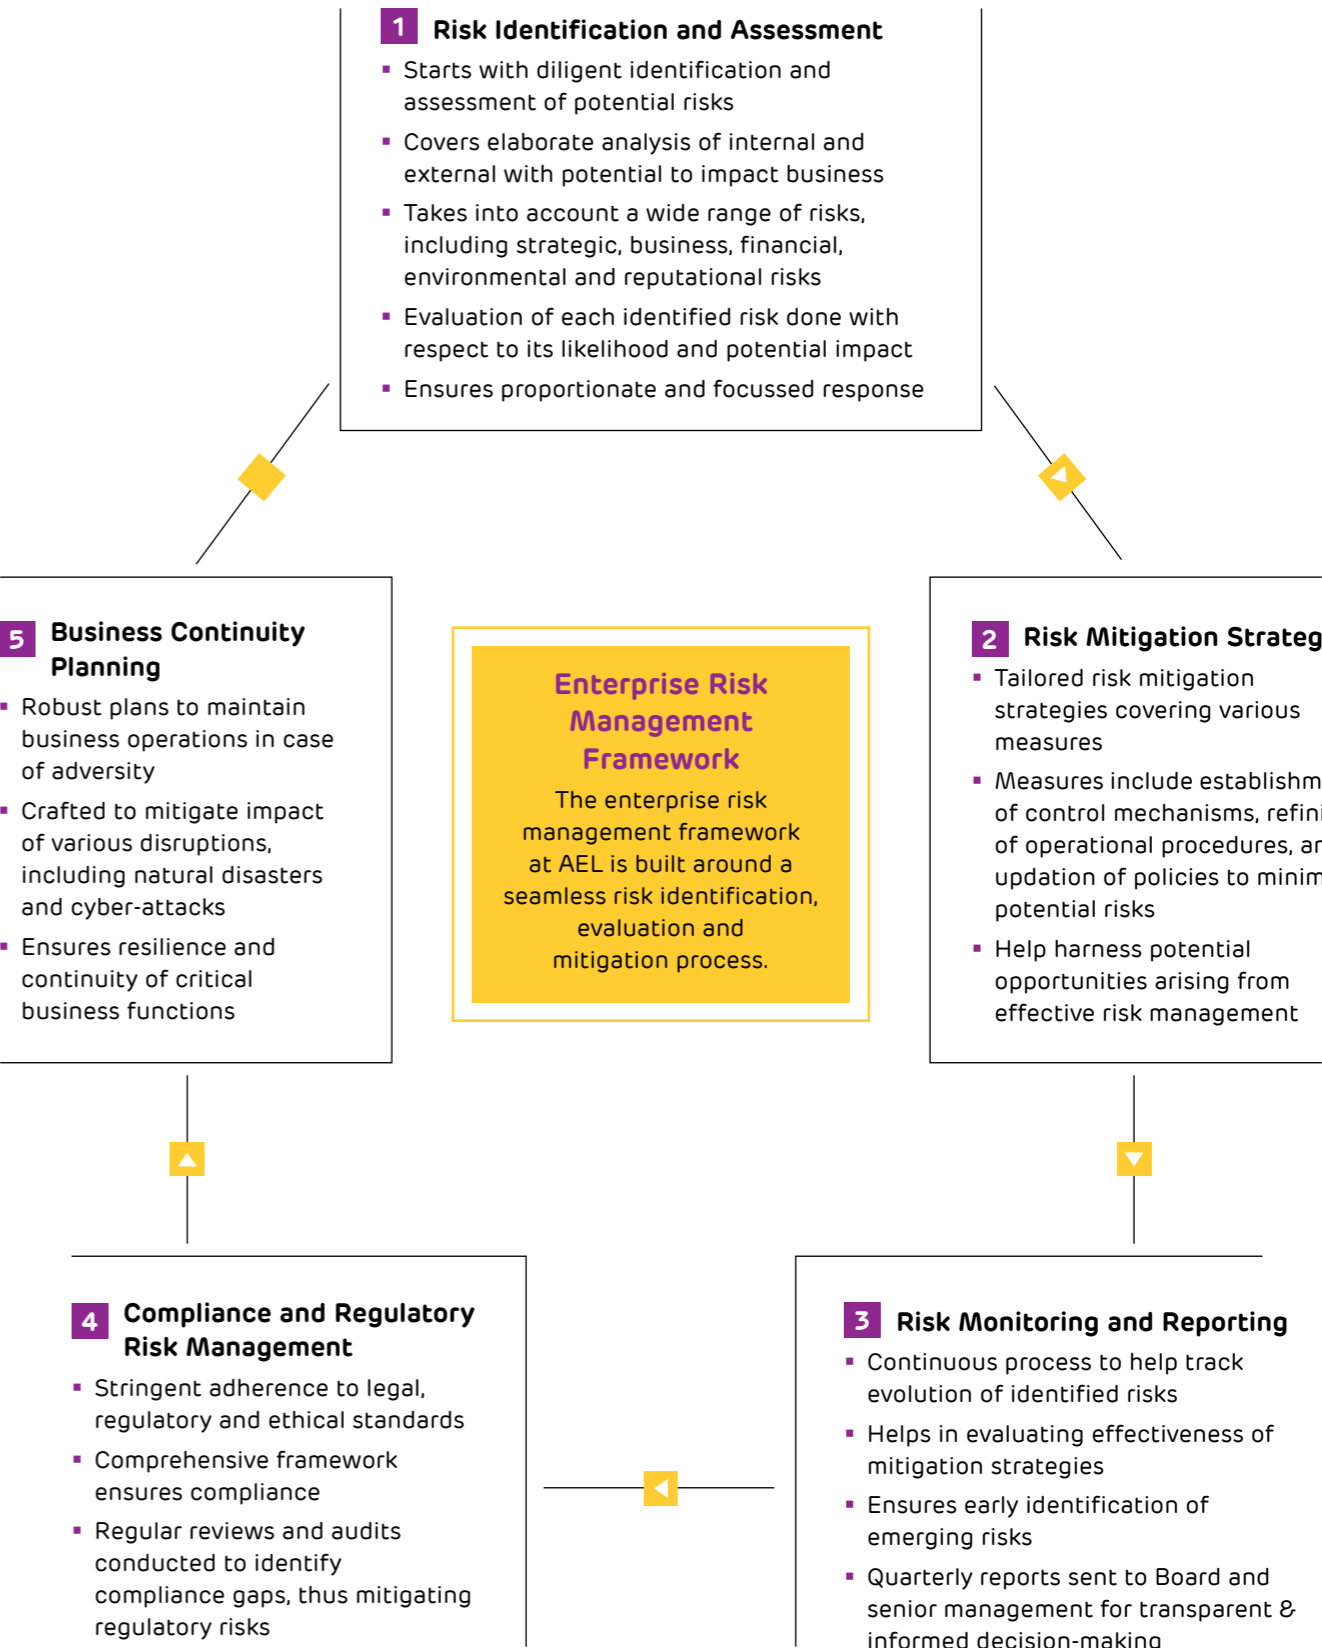 1 Risk Identification and Assessment
▪ Starts with diligent identification and
assessment of potential risks
▪ Covers elaborate analysis of internal and
external with potential to impact business
▪ Takes into account a wide range of risks,
including strategic, business, financial,
environmental and reputational risks
▪ Evaluation of each identified risk done with
respect to its likelihood and potential impact
▪ Ensures proportionate and focussed response
5 Business Continuity
Planning
▪ Robust plans to maintain
business operations in case
of adversity
▪ Crafted to mitigate impact
of various disruptions,
including natural disasters
and cyber-attacks
▪ Ensures resilience and
continuity of critical
business functions
Enterprise Risk
Management
Framework
The enterprise risk
management framework
at AEL is built around a
seamless risk identification,
evaluation and
mitigation process.
2 Risk Mitigation Strateg
▪ Tailored risk mitigation
strategies covering various
measures
▪ Measures include establishm
of control mechanisms, refini
of operational procedures, an
updation of policies to minim
potential risks
▪ Help harness potential
opportunities arising from
effective risk management
4 Compliance and Regulatory
Risk Management
▪ Stringent adherence to legal,
regulatory and ethical standards
▪ Comprehensive framework
ensures compliance
▪ Regular reviews and audits
conducted to identify
compliance gaps, thus mitigating
regulatory risks
3 Risk Monitoring and Reporting
▪ Continuous process to help track
evolution of identified risks
▪ Helps in evaluating effectiveness of
mitigation strategies
▪ Ensures early identification of
emerging risks
▪ Quarterly reports sent to Board and
senior management for transparent &
informed decision-making